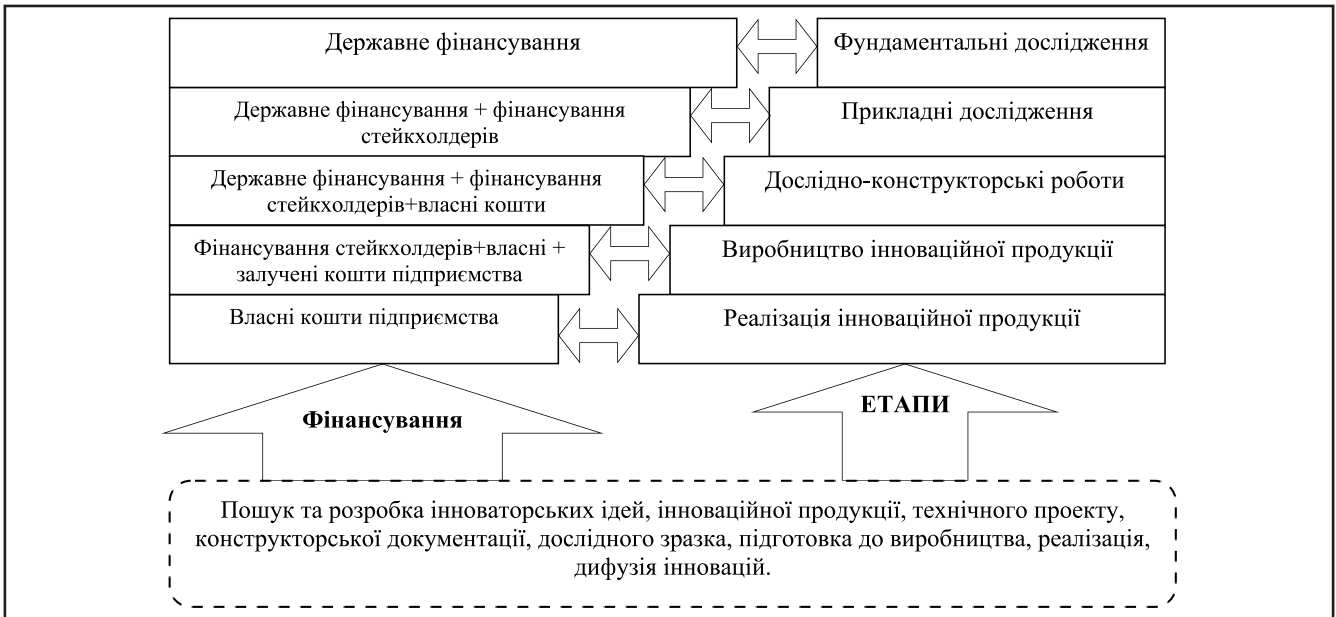 Державне фінансування
Фундаментальні дослідження
Державне фінансування + фінансування
стейкхолдерів
Прикладні дослідження
Державне фінансування + фінансування
стейкхолдерів+власні кошти
Дослідно-конструкторські роботи
Фінансування стейкхолдерів+власні +
залучені кошти підприємства
Виробництво інноваційної продукції
Власні кошти підприємства
Реалізація інноваційної продукції
Фінансування
ЕТАПИ
Пошук та розробка інноваторських ідей, інноваційної продукції, технічного проекту,
конструкторської документації, дослідного зразка, підготовка до виробництва, реалізація,
дифузія інновацій.